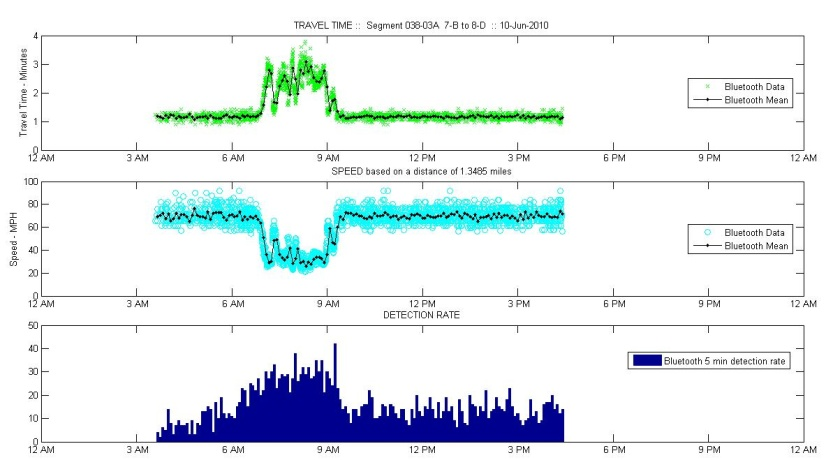 TRAVEL TIME :: Segment 038-03A 7-B to 8-D :: 10-Jun-2010
Travel Time - Minutes
4
3
2
1
0
Bluetooth Data
Bluetooth Mean
12 AM 3 AM 6 AM 9 AM 12 PM 3 PM 6 PM 9 PM 12 AM
SPEED based on a distance of 1.3485 miles
Speed - MPH
100
80
60
40
20
0
Bluetooth Data
Bluetooth Mean
12 AM 3 AM 6 AM 9 AM 12 PM 3 PM 6 PM 9 PM 12 AM
DETECTION RATE
50
40
30
20
10
0
Bluetooth 5 min detection rate
12 AM 3 AM 6 AM 9 AM 12 PM 3 PM 6 PM 9 PM 12 AM